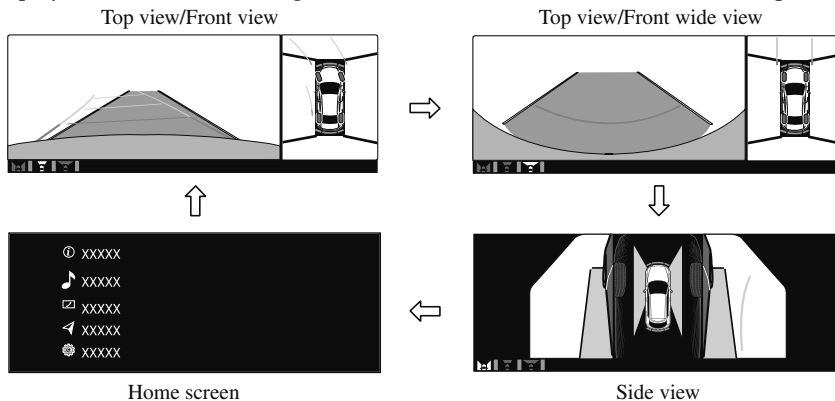 Top view/Front view
Top view/Front wide view
XXXXX
XXXXX
XXXXX
XXXXX
XXXXX
Home screen
Side view